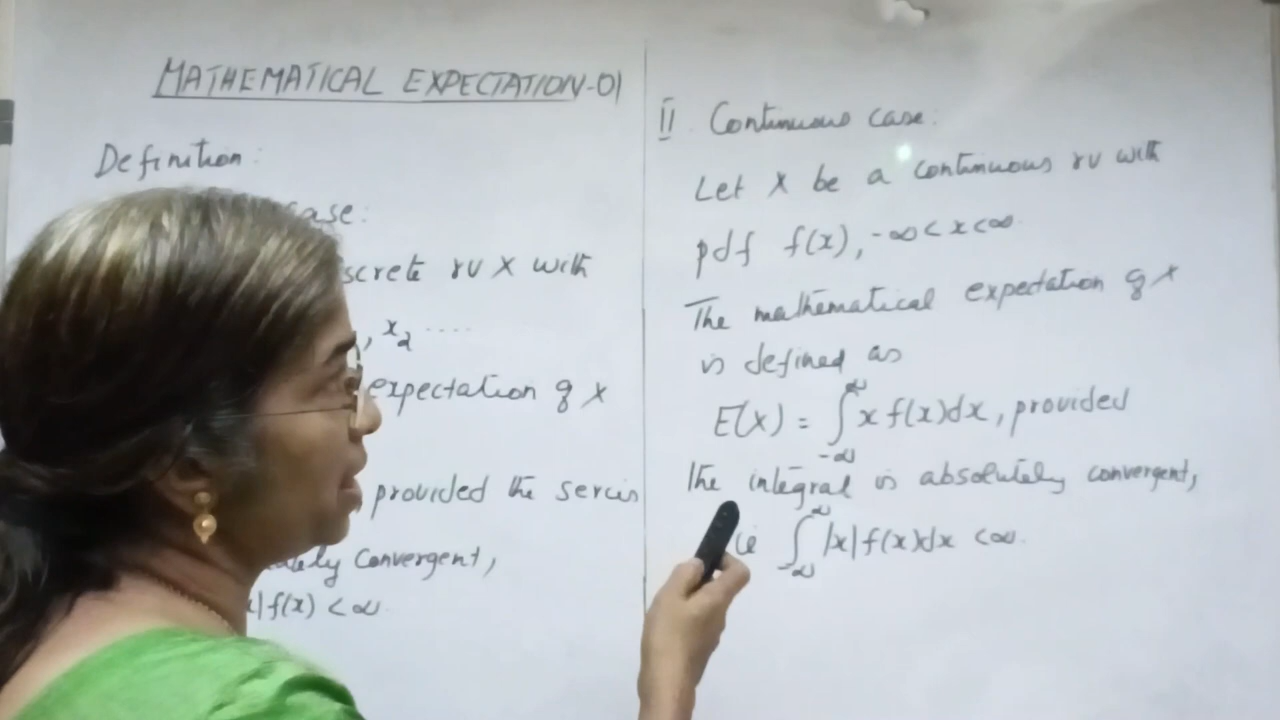 MATHEMATICAL EXPECTATION-01
Definition:
case:
screte rv X with
, x₂ ....
expectation of X
provided the series
ely convergent,
x| f(x) < ∞
II. Continuous case:
Let X be a continuous rv with
pdf f(x), -∞ < x < ∞.
The mathematical expectation of X
is defined as
E(X) = ∫_{-∞}^{∞} x f(x) dx, provided
the integral is absolutely convergent,
ie ∫_{-∞}^{∞} |x| f(x) dx < ∞.